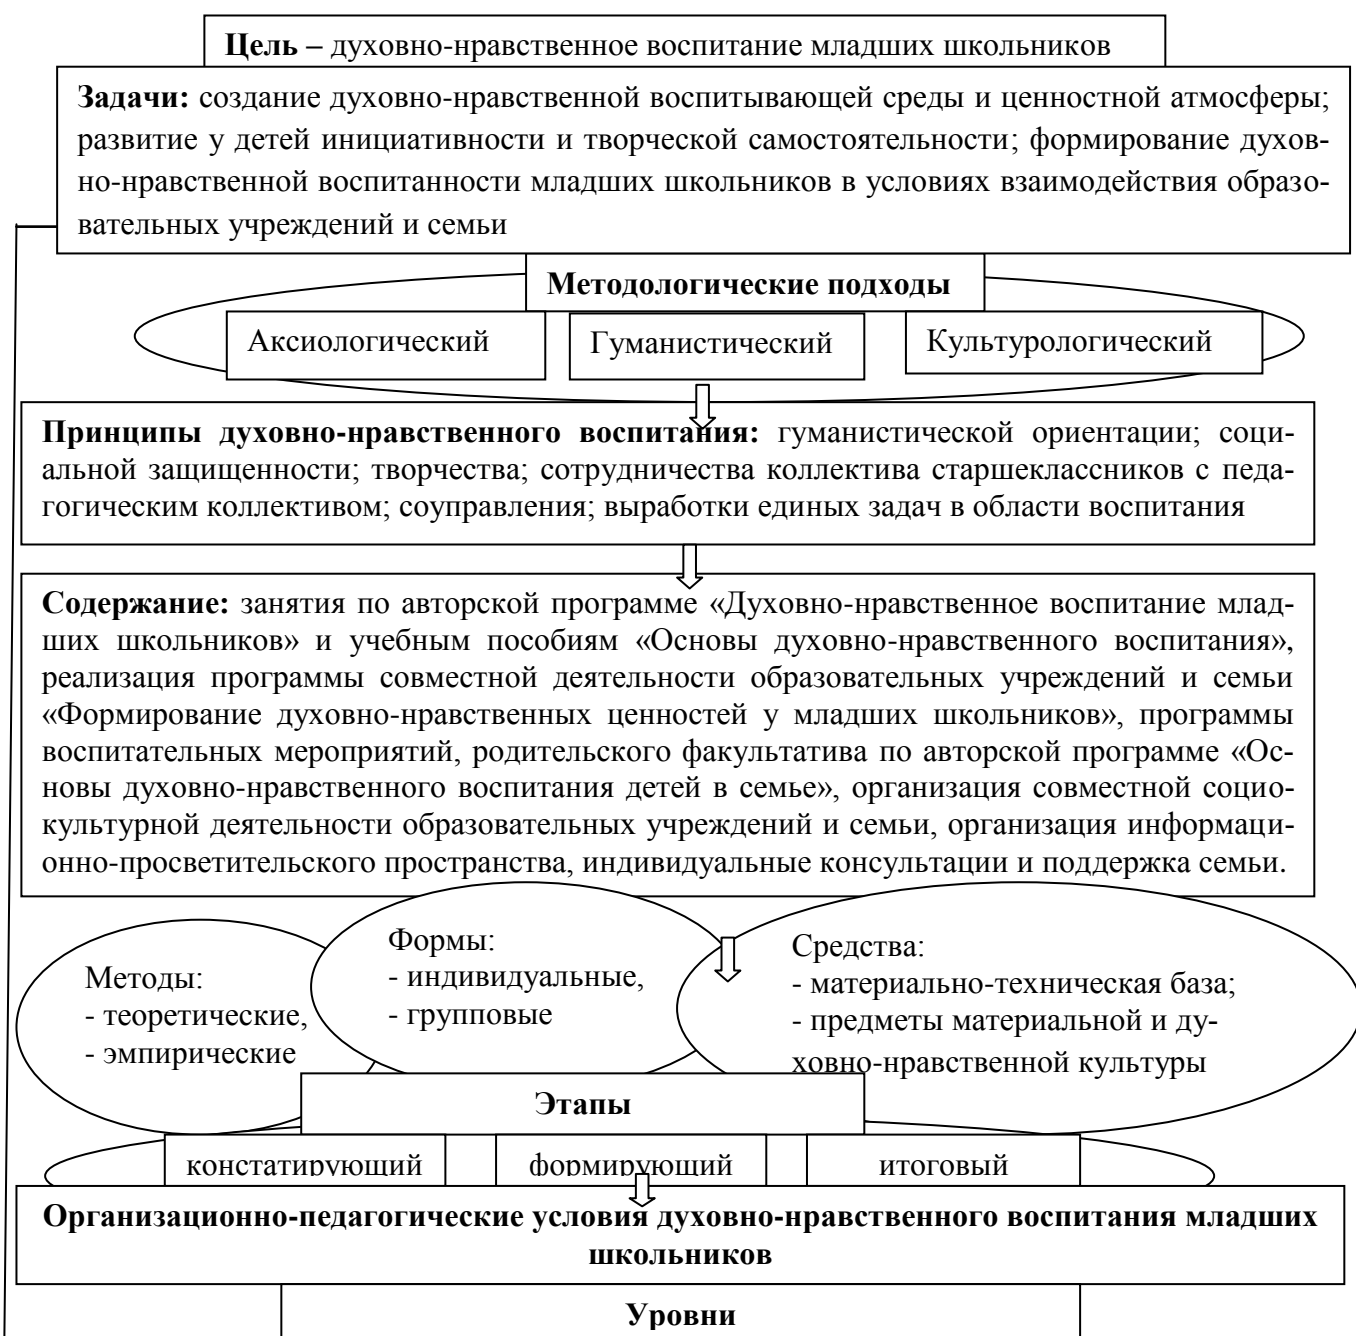 Цель – духовно-нравственное воспитание младших школьников
Задачи: создание духовно-нравственной воспитывающей среды и ценностной атмосферы;
развитие у детей инициативности и творческой самостоятельности; формирование духов-
но-нравственной воспитанности младших школьников в условиях взаимодействия образо-
вательных учреждений и семьи
Методологические подходы
Аксиологический
Гуманистический
Культурологический
Принципы духовно-нравственного воспитания: гуманистической ориентации; соци-
альной защищенности; творчества; сотрудничества коллектива старшеклассников с педа-
гогическим коллективом; соуправления; выработки единых задач в области воспитания
Содержание: занятия по авторской программе «Духовно-нравственное воспитание млад-
ших школьников» и учебным пособиям «Основы духовно-нравственного воспитания»,
реализация программы совместной деятельности образовательных учреждений и семьи
«Формирование духовно-нравственных ценностей у младших школьников», программы
воспитательных мероприятий, родительского факультатива по авторской программе «Ос-
новы духовно-нравственного воспитания детей в семье», организация совместной социо-
культурной деятельности образовательных учреждений и семьи, организация информаци-
онно-просветительского пространства, индивидуальные консультации и поддержка семьи.
Методы:
- теоретические,
- эмпирические
Формы:
- индивидуальные,
- групповые
Средства:
- материально-техническая база;
- предметы материальной и ду-
ховно-нравственной культуры
Этапы
констатирующий
формирующий
итоговый
Организационно-педагогические условия духовно-нравственного воспитания младших
школьников
Уровни